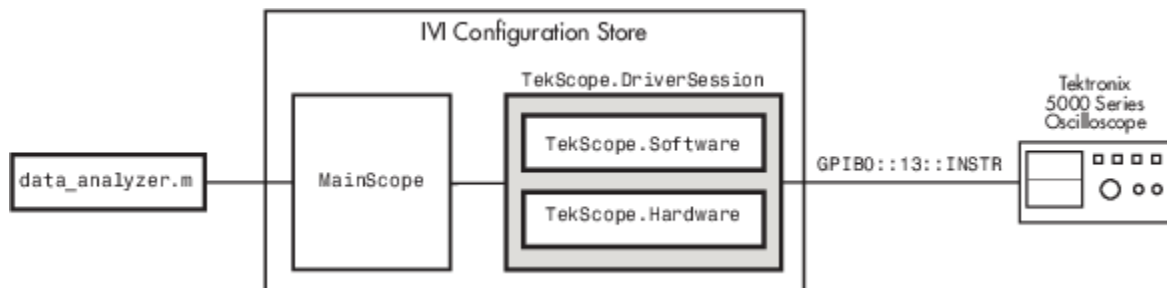 IVI Configuration Store
TekScope.DriverSession
Tektronix
5000 Series
Oscilloscope
TekScope.Software
data_analyzer.m
MainScope
GPIB0::13::INSTR
TekScope.Hardware